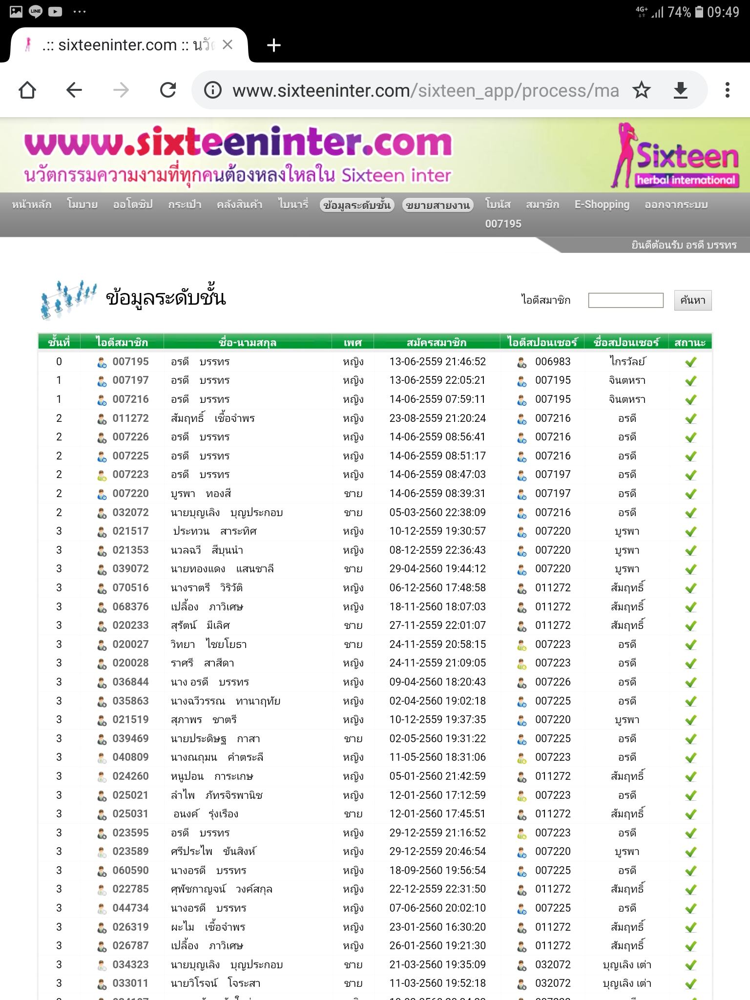 LINE
4G+ 74% 09:49
.:: sixteeninter.com :: นวัต
www.sixteeninter.com/sixteen_app/process/ma
www.sixteeninter.com
นวัตกรรมความงามที่ทุกคนต้องหลงใหลใน Sixteen inter
Sixteen
herbal international
หน้าหลัก โมบาย ออโตชิป กระเป๋า คลังสินค้า ไบนารี่ ข้อมูลระดับชั้น ขยายสายงาน โบนัส สมาชิก E-Shopping ออกจากระบบ
007195
ยินดีต้อนรับ อรดี บรรทร
ข้อมูลระดับชั้น
ไอดีสมาชิก ค้นหา
ชั้นที่ ไอดีสมาชิก ชื่อ-นามสกุล เพศ สมัครสมาชิก ไอดีสปอนเซอร์ ชื่อสปอนเซอร์ สถานะ
0 007195 อรดี บรรทร หญิง 13-06-2559 21:46:52 006983 ไกรวัลย์
1 007197 อรดี บรรทร หญิง 13-06-2559 22:05:21 007195 จินตหรา
1 007216 อรดี บรรทร หญิง 14-06-2559 07:59:11 007195 จินตหรา
2 011272 สัมฤทธิ์ เชื้อจำพร หญิง 23-08-2559 21:20:24 007216 อรดี
2 007226 อรดี บรรทร หญิง 14-06-2559 08:56:41 007216 อรดี
2 007225 อรดี บรรทร หญิง 14-06-2559 08:51:17 007216 อรดี
2 007223 อรดี บรรทร หญิง 14-06-2559 08:47:03 007197 อรดี
2 007220 บูรพา ทองสี ชาย 14-06-2559 08:39:31 007197 อรดี
2 032072 นายบุญเลิง บุญประกอบ ชาย 05-03-2560 22:38:09 007216 อรดี
3 021517 ประทวน สาระทิศ หญิง 10-12-2559 19:30:57 007220 บูรพา
3 021353 นวลฉวี สีบุนนำ หญิง 08-12-2559 22:36:43 007220 บูรพา
3 039072 นายทองแดง แสนชาลี ชาย 29-04-2560 19:44:12 007220 บูรพา
3 070516 นางราตรี วิริวัติ หญิง 06-12-2560 17:48:58 011272 สัมฤทธิ์
3 068376 เปลื้อง ภาวิเศษ หญิง 18-11-2560 18:07:03 011272 สัมฤทธิ์
3 020233 สุรัตน์ มีเลิศ ชาย 27-11-2559 22:01:07 011272 สัมฤทธิ์
3 020027 วิทยา ไชยโยธา ชาย 24-11-2559 20:58:15 007223 อรดี
3 020028 ราศรี สาสีดา หญิง 24-11-2559 21:09:05 007223 อรดี
3 036844 นาง อรดี บรรทร หญิง 09-04-2560 18:20:43 007226 อรดี
3 035863 นางฉวีวรรณ ทานาฤทัย หญิง 02-04-2560 19:02:18 007225 อรดี
3 021519 สุภาพร ชาตรี หญิง 10-12-2559 19:37:35 007220 บูรพา
3 039469 นายประดิษฐ กาสา ชาย 02-05-2560 19:31:22 007225 อรดี
3 040809 นางณถุมน คำตระลี หญิง 11-05-2560 18:31:06 007223 อรดี
3 024260 หนูปอน การะเกษ หญิง 05-01-2560 21:42:59 011272 สัมฤทธิ์
3 025021 ลำไพ ภัทรจิรพานิช หญิง 12-01-2560 17:12:59 007223 อรดี
3 025031 อนงค์ รุ่งเรือง ชาย 12-01-2560 17:45:51 011272 สัมฤทธิ์
3 023595 อรดี บรรทร หญิง 29-12-2559 21:16:52 007223 อรดี
3 023589 ศรีประไพ ขันสิงห์ หญิง 29-12-2559 20:46:54 007220 บูรพา
3 060590 นางอรดี บรรทร หญิง 18-09-2560 19:56:54 007225 อรดี
3 022785 ศุพัชกาญจน์ วงค์สกุล หญิง 22-12-2559 22:31:50 011272 สัมฤทธิ์
3 044734 นางอรดี บรรทร หญิง 07-06-2560 20:02:10 007225 อรดี
3 026319 ผะไม เซื้อจำพร หญิง 23-01-2560 16:30:20 011272 สัมฤทธิ์
3 026787 เปลื้อง ภาวิเศษ หญิง 26-01-2560 19:21:30 011272 สัมฤทธิ์
3 034323 นายบุญเลิง บุญประกอบ ชาย 21-03-2560 19:35:09 032072 บุญเลิง เต่า
3 033011 นายวิโรจน์ โจระสา ชาย 11-03-2560 19:52:18 032072 บุญเลิง เต่า